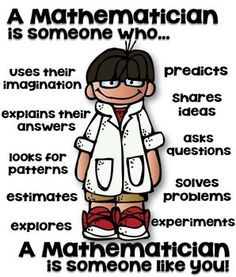 A Mathematician
is someone who...
uses their
imagination
explains their
answers
looks for
patterns
estimates
explores
predicts
Shares
ideas
asks
questions
Solves
problems
experiments
A Mathematician
is someone like you!